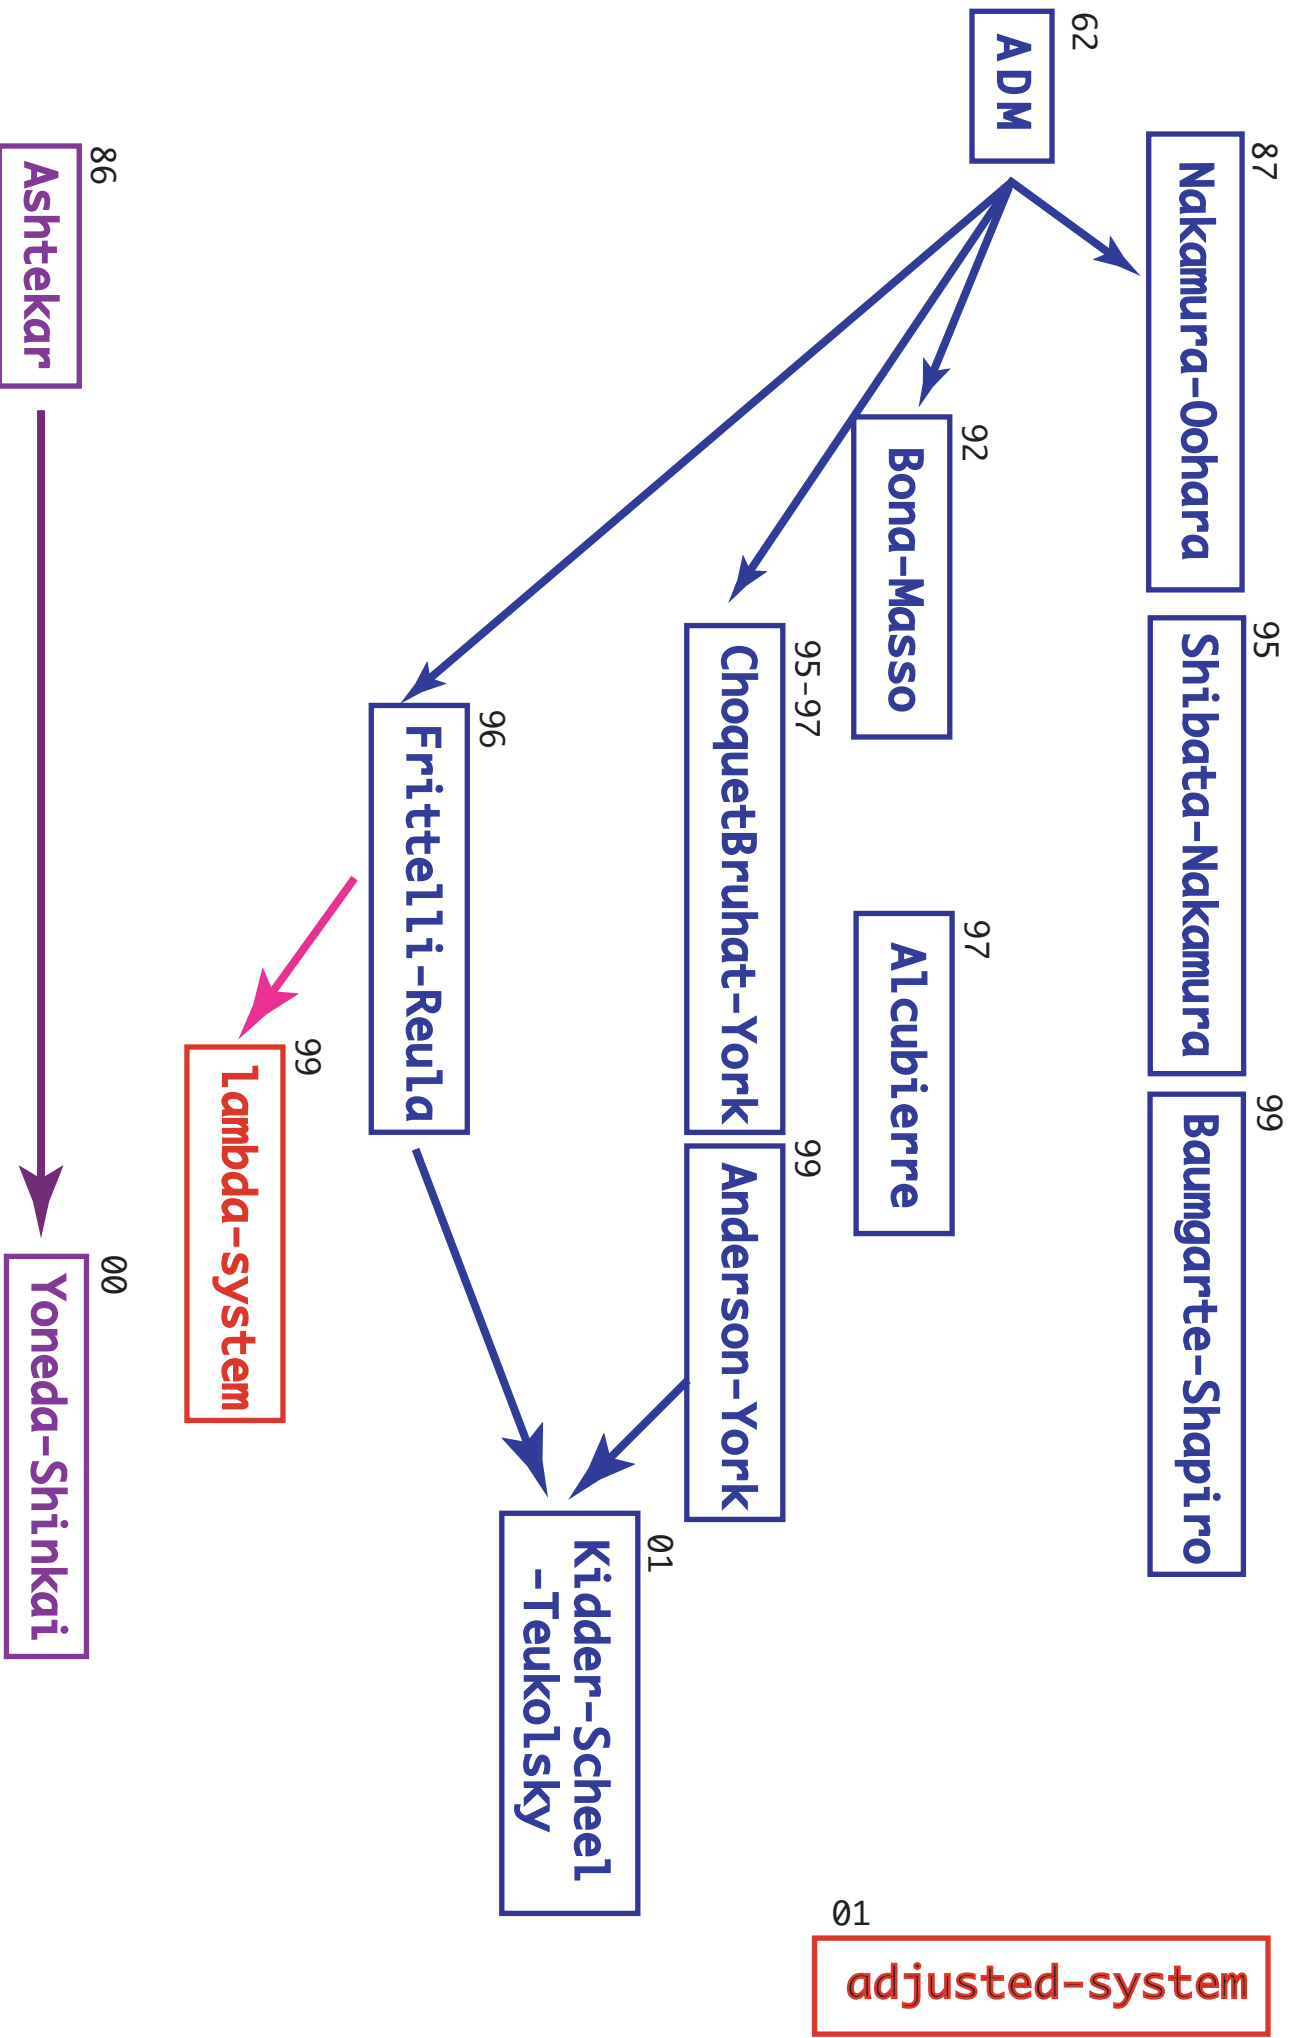 62
ADM
87
Nakamura-Oohara
95
Shibata-Nakamura
99
Baumgarte-Shapiro
92
Bona-Masso
97
Alcubierre
95-97
ChoquetBruhat-York
99
Anderson-York
01
Kidder-Scheel
-Teukolsky
96
Frittelli-Reula
99
lambda-system
86
Ashtekar
00
Yoneda-Shinkai
01
adjusted-system